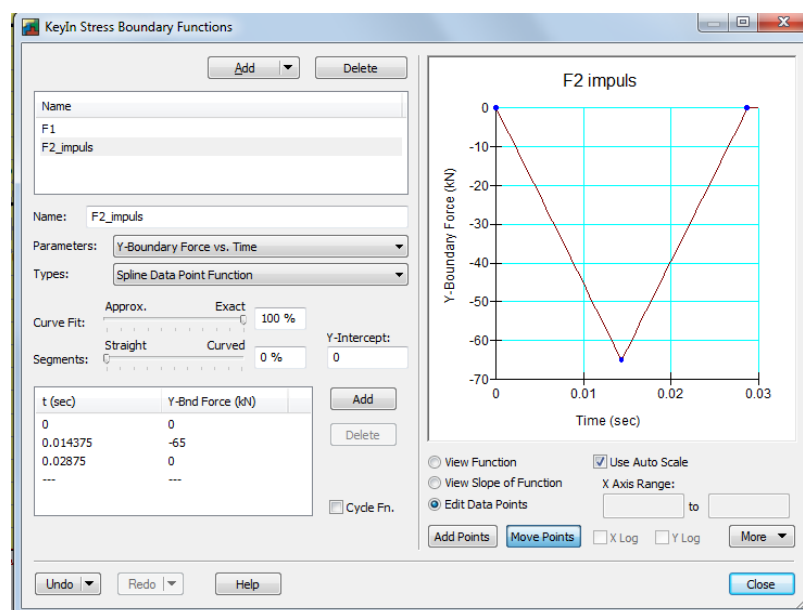 KeyIn Stress Boundary Functions
Add
Delete
Name
F1
F2_impuls
Name: F2_impuls
Parameters: Y-Boundary Force vs. Time
Types: Spline Data Point Function
Approx. Exact
Curve Fit: 100 %
Straight Curved
Segments: 0 %
Y-Intercept:
0
t (sec) Y-Bnd Force (kN)
0 0
0.014375 -65
0.02875 0
--- ---
Add
Delete
Cycle Fn.
F2 impuls
Y-Boundary Force (kN)
0
-10
-20
-30
-40
-50
-60
-70
0 0.01 0.02 0.03
Time (sec)
View Function
View Slope of Function
Edit Data Points
Use Auto Scale
X Axis Range:
to
Add Points Move Points X Log Y Log More
Undo Redo Help Close